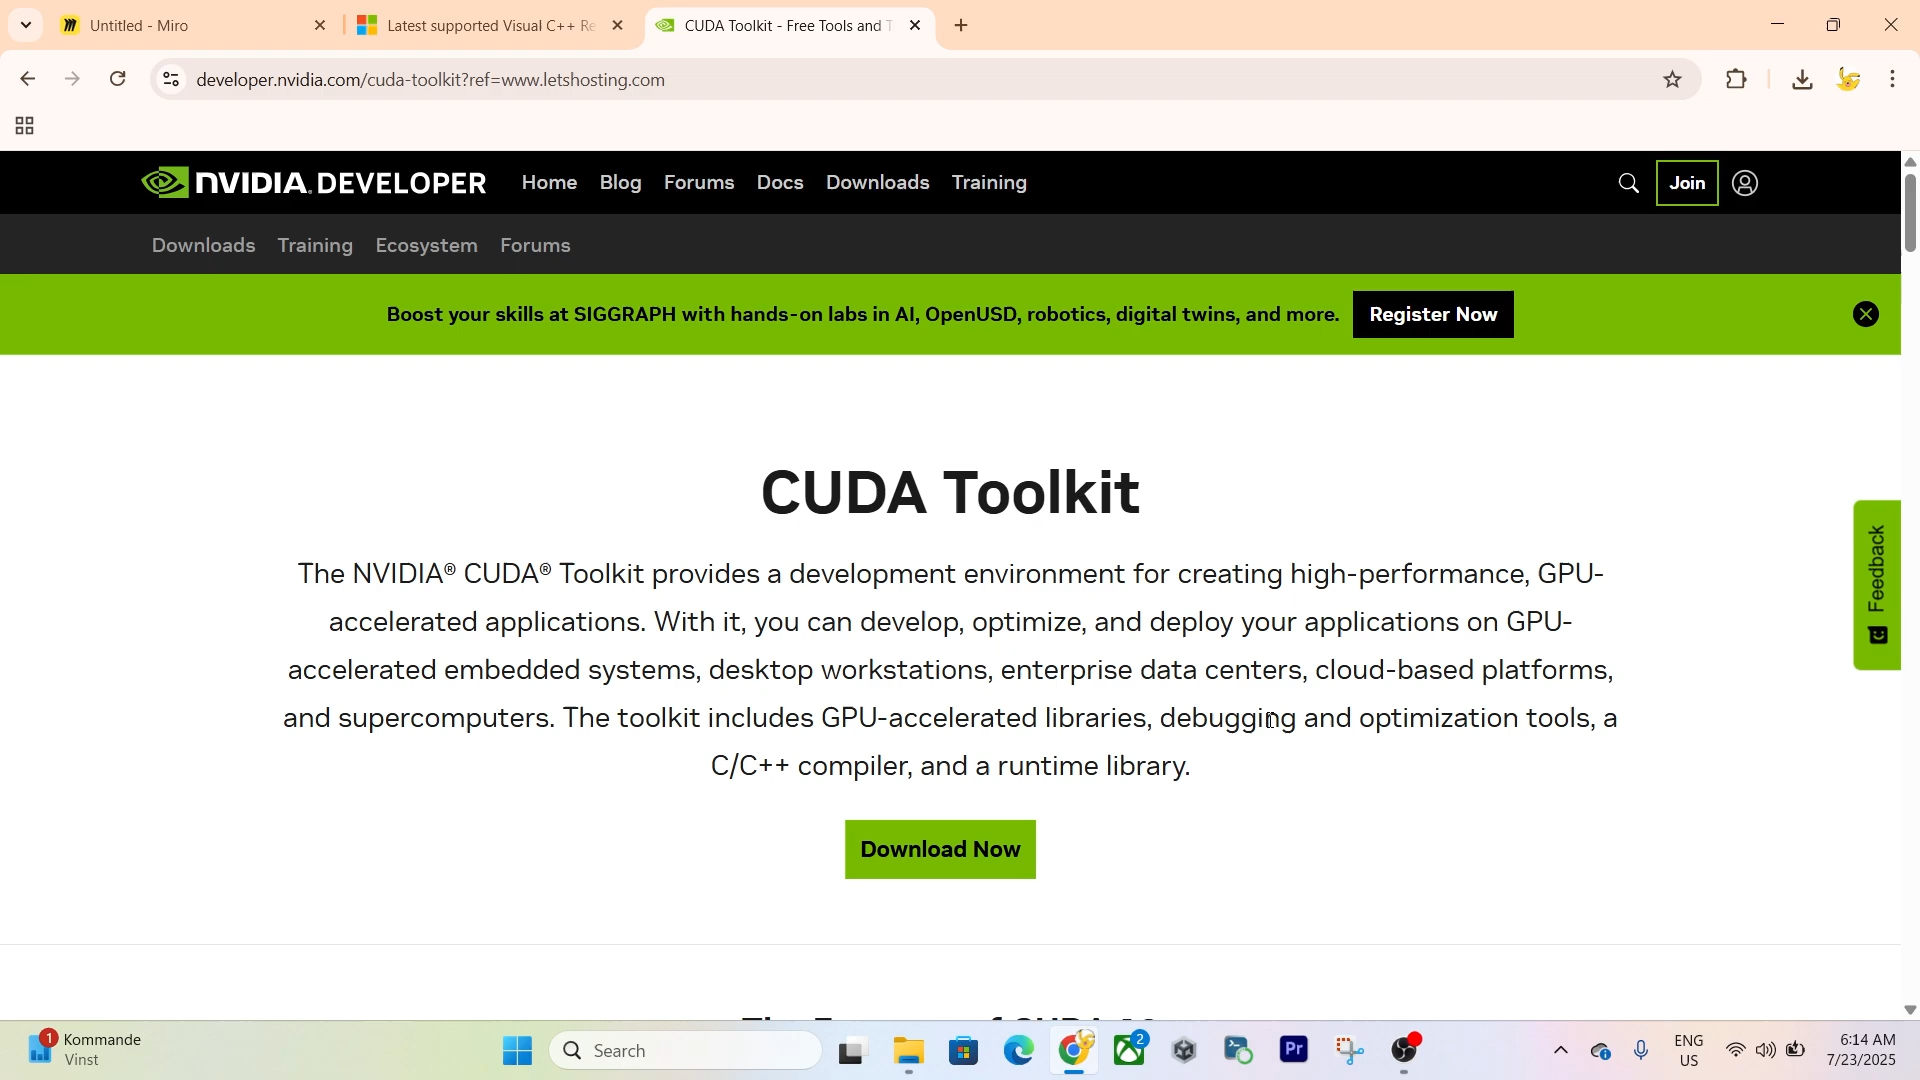 Untitled - Miro
Latest supported Visual C++ Re
CUDA Toolkit - Free Tools and T
developer.nvidia.com/cuda-toolkit?ref=www.letshosting.com
NVIDIA. DEVELOPER
Home Blog Forums Docs Downloads Training
Join
Downloads Training Ecosystem Forums
Boost your skills at SIGGRAPH with hands-on labs in AI, OpenUSD, robotics, digital twins, and more.
Register Now
CUDA Toolkit
The NVIDIA® CUDA® Toolkit provides a development environment for creating high-performance, GPU-
accelerated applications. With it, you can develop, optimize, and deploy your applications on GPU-
accelerated embedded systems, desktop workstations, enterprise data centers, cloud-based platforms,
and supercomputers. The toolkit includes GPU-accelerated libraries, debugging and optimization tools, a
C/C++ compiler, and a runtime library.
Feedback
Download Now
1
Kommande
Vinst
Search
2
Pr
ENG
US
6:14 AM
7/23/2025